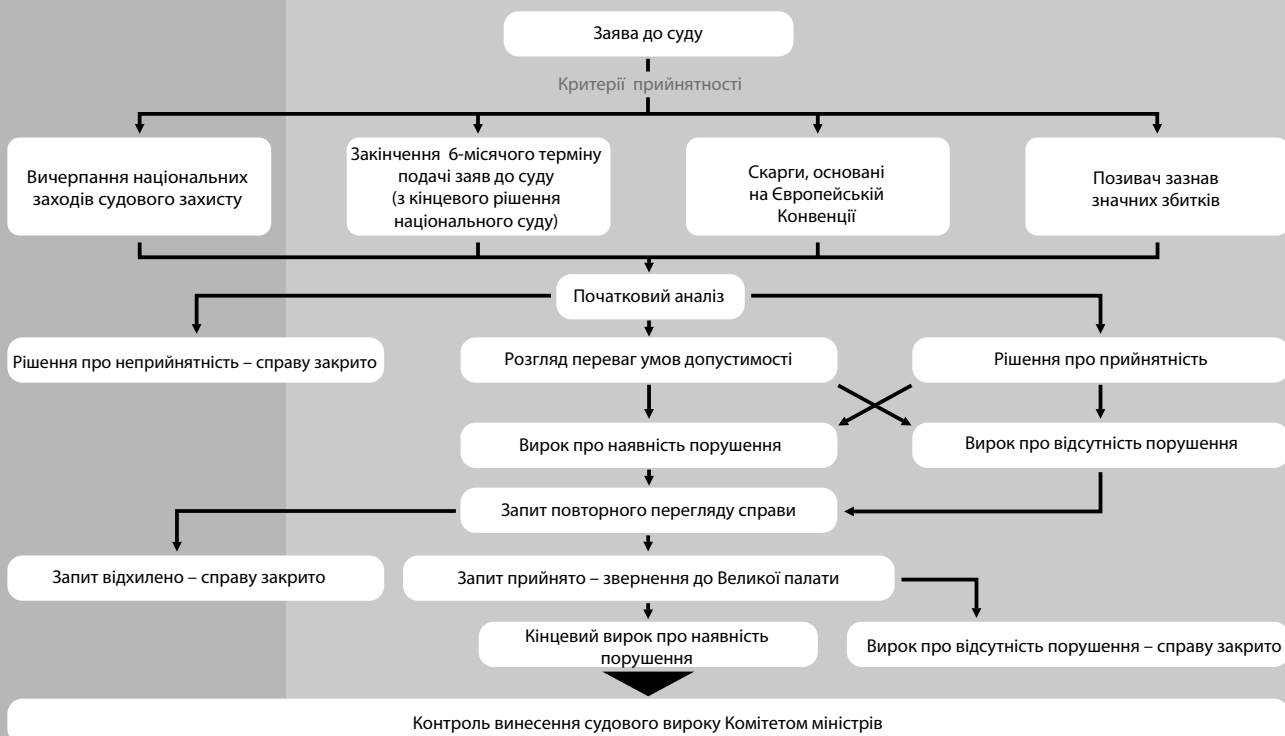 Заява до суду
Критерії прийнятності
Вичерпання національних
заходів судового захисту
Закінчення 6-місячого терміну
подачі заяв до суду
(з кінцевого рішення
національного суду)
Скарги, основані
на Європейській
Конвенції
Позивач зазнав
значних збитків
Початковий аналіз
Рішення про неприйнятність – справу закрито
Розгляд переваг умов допустимості
Рішення про прийнятність
Вирок про наявність порушення
Вирок про відсутність порушення
Запит повторного перегляду справи
Запит відхилено – справу закрито
Запит прийнято – звернення до Великої палати
Кінцевий вирок про наявність
порушення
Вирок про відсутність порушення – справу закрито
Контроль винесення судового вироку Комітетом міністрів